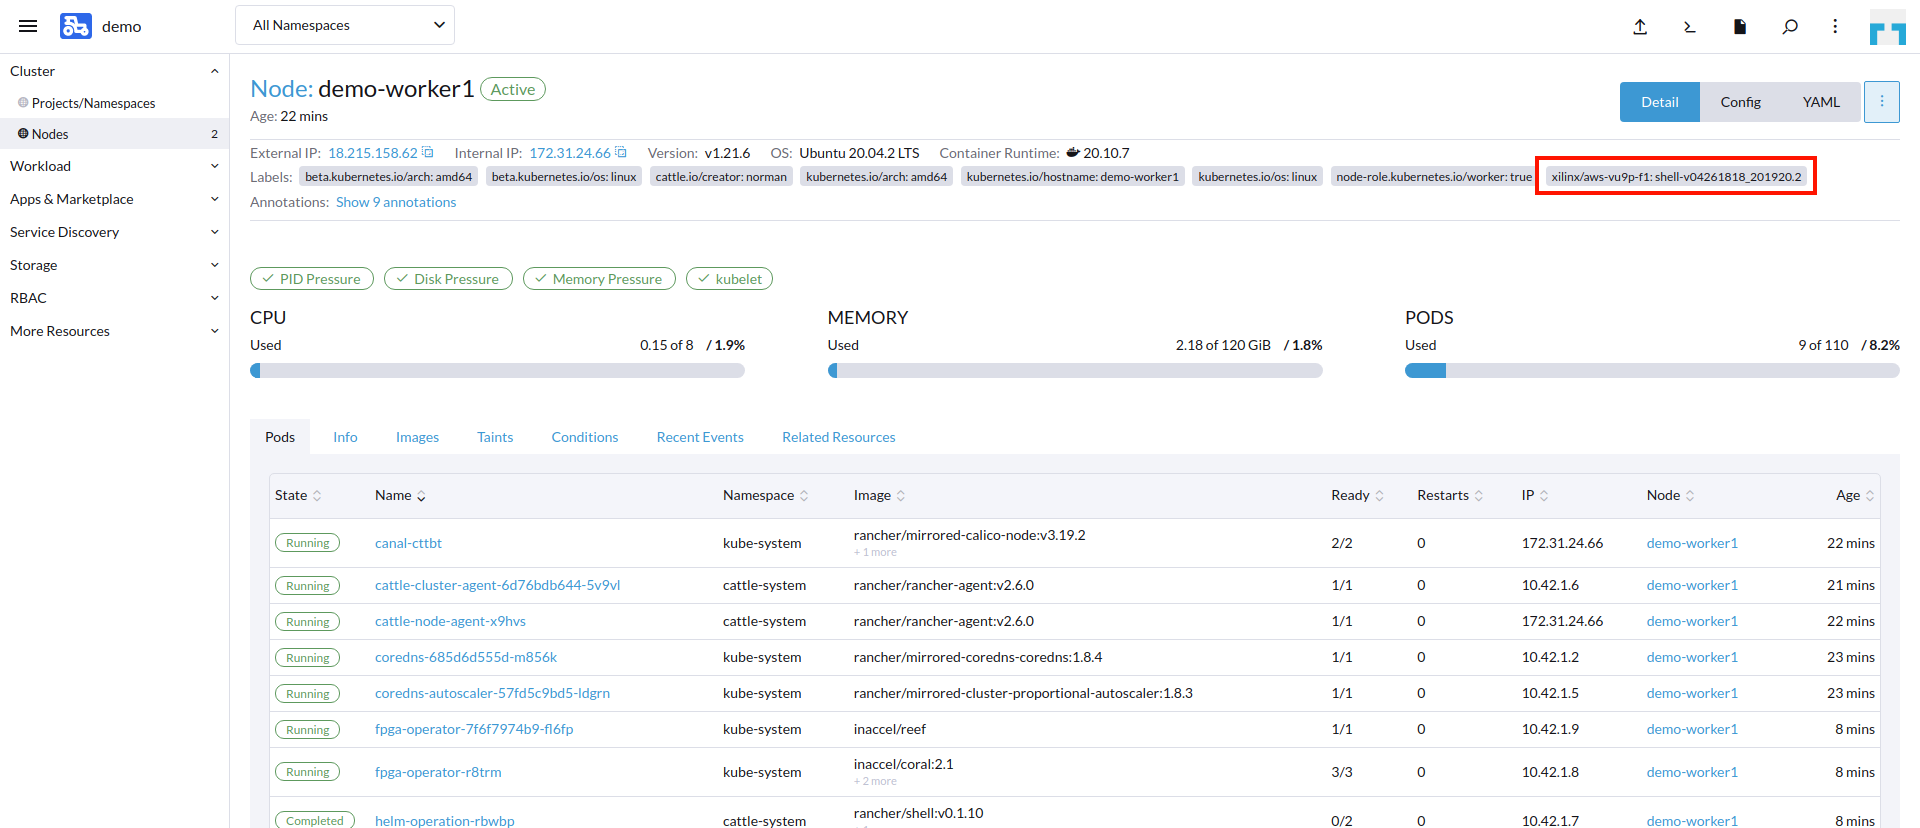 demo
All Namespaces
Cluster
Projects/Namespaces
Nodes 2
Workload
Apps & Marketplace
Service Discovery
Storage
RBAC
More Resources
Node: demo-worker1 Active
Age: 22 mins
Detail Config YAML
External IP: 18.215.158.62 Internal IP: 172.31.24.66 Version: v1.21.6 OS: Ubuntu 20.04.2 LTS Container Runtime: 20.10.7
Labels: beta.kubernetes.io/arch: amd64 beta.kubernetes.io/os: linux cattle.io/creator: norman kubernetes.io/arch: amd64 kubernetes.io/hostname: demo-worker1 kubernetes.io/os: linux node-role.kubernetes.io/worker: true xilinx/aws-vu9p-f1: shell-v04261818_201920.2
Annotations: Show 9 annotations
PID Pressure Disk Pressure Memory Pressure kubelet
CPU
Used 0.15 of 8 / 1.9%
MEMORY
Used 2.18 of 120 GiB / 1.8%
PODS
Used 9 of 110 / 8.2%
Pods Info Images Taints Conditions Recent Events Related Resources
State Name Namespace Image Ready Restarts IP Node Age
Running canal-cttbt kube-system rancher/mirrored-calico-node:v3.19.2 2/2 0 172.31.24.66 demo-worker1 22 mins
+ 1 more
Running cattle-cluster-agent-6d76bdb644-5v9vl cattle-system rancher/rancher-agent:v2.6.0 1/1 0 10.42.1.6 demo-worker1 21 mins
Running cattle-node-agent-x9hvs cattle-system rancher/rancher-agent:v2.6.0 1/1 0 172.31.24.66 demo-worker1 22 mins
Running coredns-685d6d555d-m856k kube-system rancher/mirrored-coredns-coredns:1.8.4 1/1 0 10.42.1.2 demo-worker1 23 mins
Running coredns-autoscaler-57fd5c9bd5-ldgrn kube-system rancher/mirrored-cluster-proportional-autoscaler:1.8.3 1/1 0 10.42.1.5 demo-worker1 23 mins
Running fpga-operator-7f6f7974b9-fl6fp kube-system inaccel/reef 1/1 0 10.42.1.9 demo-worker1 8 mins
Running fpga-operator-r8trm kube-system inaccel/coral:2.1 3/3 0 10.42.1.8 demo-worker1 8 mins
+ 2 more
Completed helm-operation-rbwbp cattle-system rancher/shell:v0.1.10 0/2 0 10.42.1.7 demo-worker1 8 mins